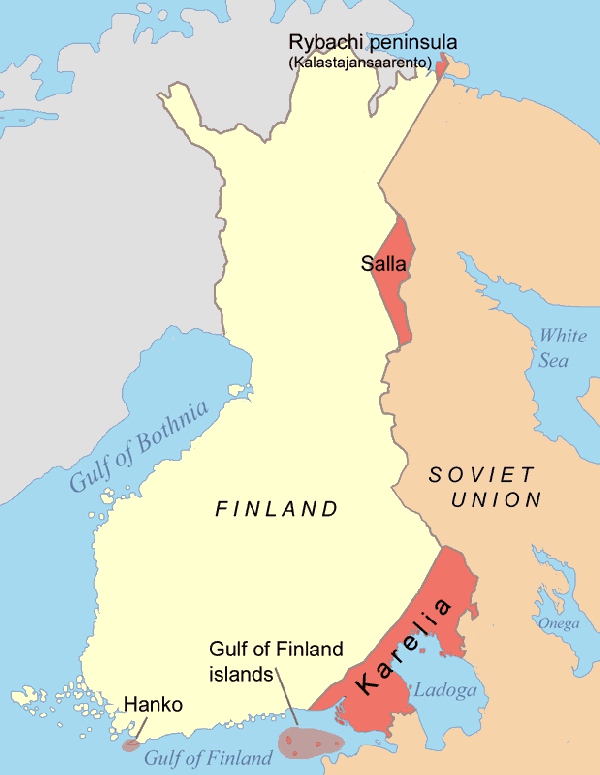 Rybachi peninsula
(Kalastajansaarento)
Salla
White
Sea
Gulf of Bothnia
SOVIET
UNION
FINLAND
Karelia
Onega
Gulf of Finland
islands
Ladoga
Hanko
Gulf of Finland